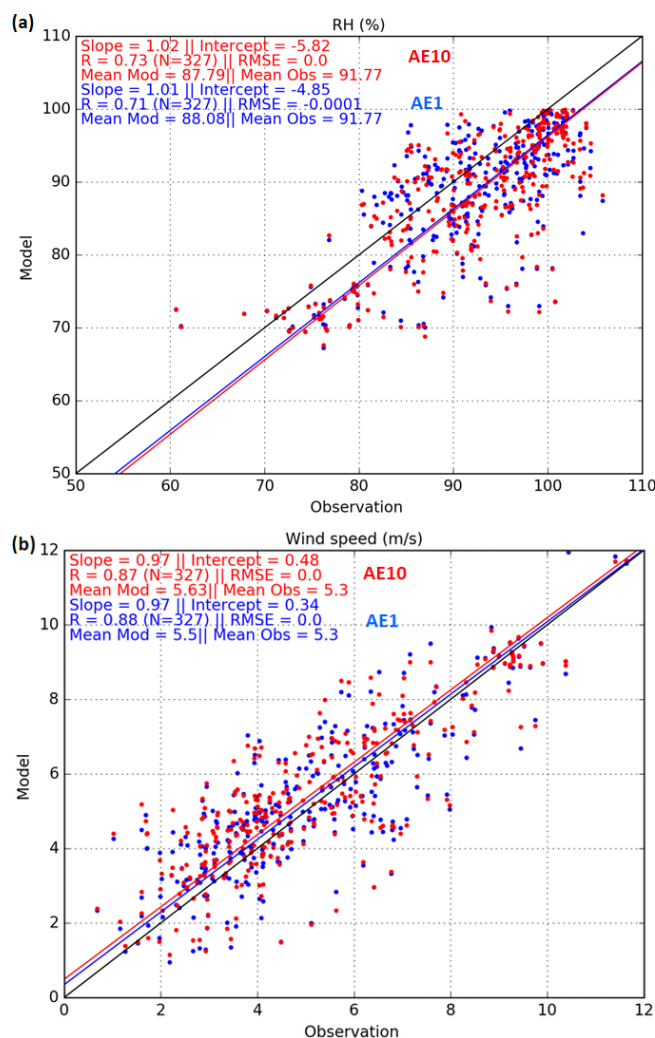 (a)
RH (%)
Slope = 1.02 || Intercept = -5.82
R = 0.73 (N=327) || RMSE = 0.0
Mean Mod = 87.79|| Mean Obs = 91.77
AE10
Slope = 1.01 || Intercept = -4.85
R = 0.71 (N=327) || RMSE = -0.0001
Mean Mod = 88.08|| Mean Obs = 91.77
AE1
110
100
90
80
70
60
50
Model
50 60 70 80 90 100 110
Observation
(b)
Wind speed (m/s)
Slope = 0.97 || Intercept = 0.48
R = 0.87 (N=327) || RMSE = 0.0
Mean Mod = 5.63|| Mean Obs = 5.3
AE10
Slope = 0.97 || Intercept = 0.34
R = 0.88 (N=327) || RMSE = 0.0
Mean Mod = 5.5|| Mean Obs = 5.3
AE1
12
10
8
6
4
2
0
Model
0 2 4 6 8 10 12
Observation